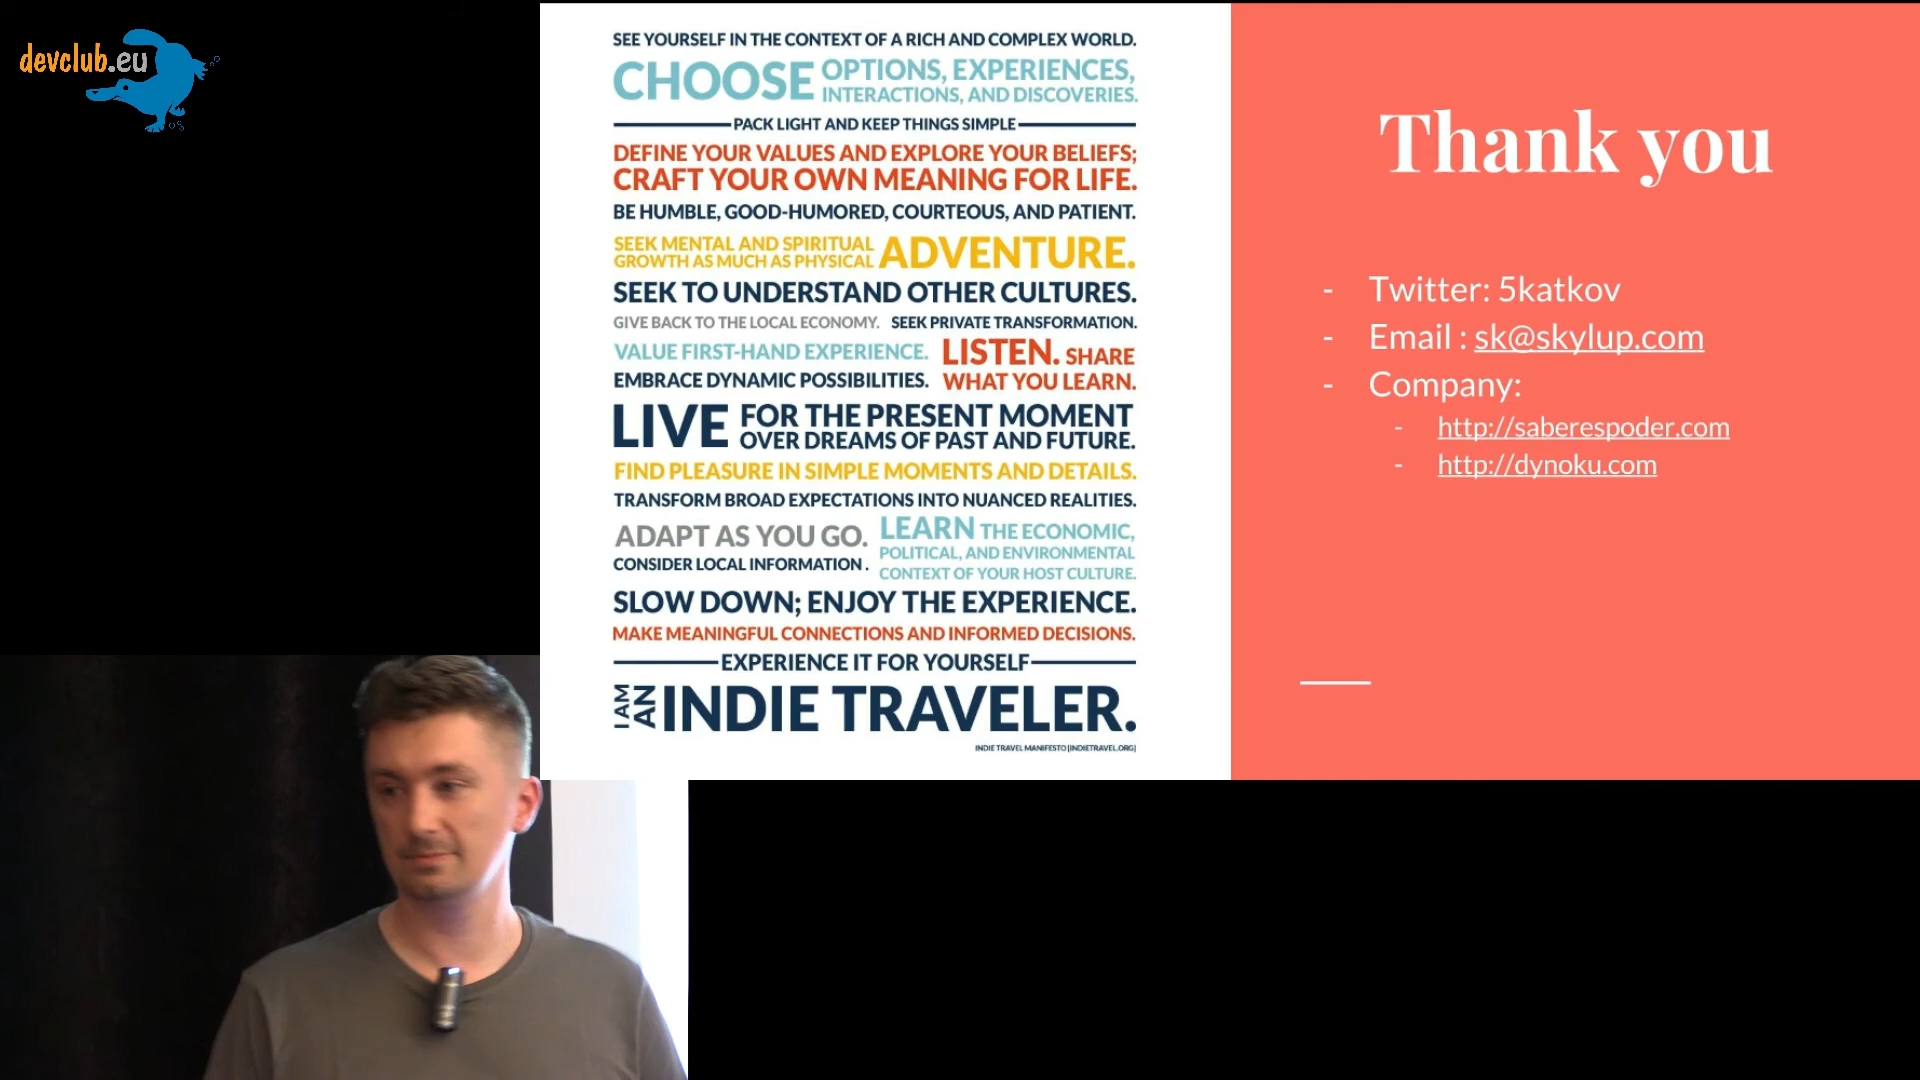 devclub.eu
SEE YOURSELF IN THE CONTEXT OF A RICH AND COMPLEX WORLD.
CHOOSE OPTIONS, EXPERIENCES,
INTERACTIONS, AND DISCOVERIES.
PACK LIGHT AND KEEP THINGS SIMPLE
DEFINE YOUR VALUES AND EXPLORE YOUR BELIEFS;
CRAFT YOUR OWN MEANING FOR LIFE.
BE HUMBLE, GOOD-HUMORED, COURTEOUS, AND PATIENT.
SEEK MENTAL AND SPIRITUAL
GROWTH AS MUCH AS PHYSICAL ADVENTURE.
SEEK TO UNDERSTAND OTHER CULTURES.
GIVE BACK TO THE LOCAL ECONOMY. SEEK PRIVATE TRANSFORMATION.
VALUE FIRST-HAND EXPERIENCE.
EMBRACE DYNAMIC POSSIBILITIES.
LISTEN. SHARE
WHAT YOU LEARN.
LIVE FOR THE PRESENT MOMENT
OVER DREAMS OF PAST AND FUTURE.
FIND PLEASURE IN SIMPLE MOMENTS AND DETAILS.
TRANSFORM BROAD EXPECTATIONS INTO NUANCED REALITIES.
ADAPT AS YOU GO.
CONSIDER LOCAL INFORMATION.
LEARN THE ECONOMIC,
POLITICAL, AND ENVIRONMENTAL
CONTEXT OF YOUR HOST CULTURE.
SLOW DOWN; ENJOY THE EXPERIENCE.
MAKE MEANINGFUL CONNECTIONS AND INFORMED DECISIONS.
EXPERIENCE IT FOR YOURSELF
I AM AN INDIE TRAVELER.
INDIE TRAVEL MANIFESTO [INDIETRAVEL.ORG]
Thank you
- Twitter: 5katkov
- Email : sk@skylup.com
- Company:
- http://saberespoder.com
- http://dynoku.com